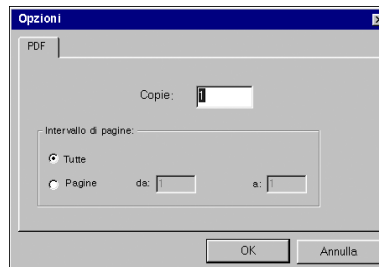 Opzioni
PDF
Copie: 1
Intervallo di pagine:
Tutte
Pagine da: 1 a: 1
OK Annulla